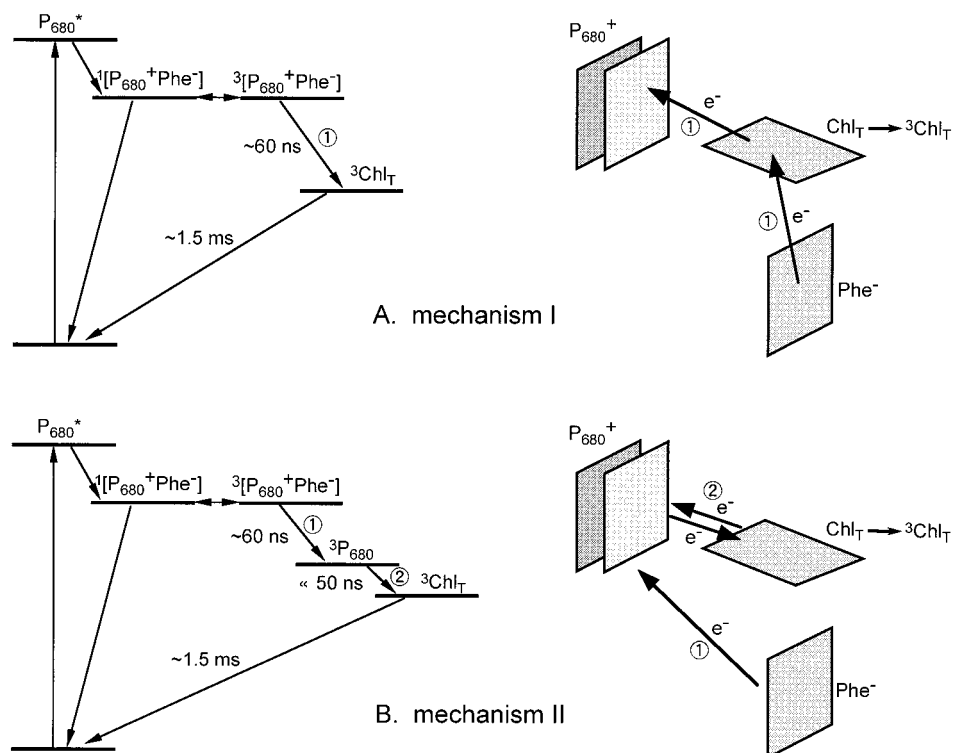 P680*
1[P680+Phe-]
3[P680+Phe-]
①
~60 ns
3ChlT
~1.5 ms
P680+
e-
①
ChlT → 3ChlT
①
e-
Phe-
A. mechanism I
P680*
1[P680+Phe-]
3[P680+Phe-]
①
~60 ns
3P680
« 50 ns
②
3ChlT
~1.5 ms
P680+
②
e-
e-
ChlT → 3ChlT
e-
①
Phe-
B. mechanism II